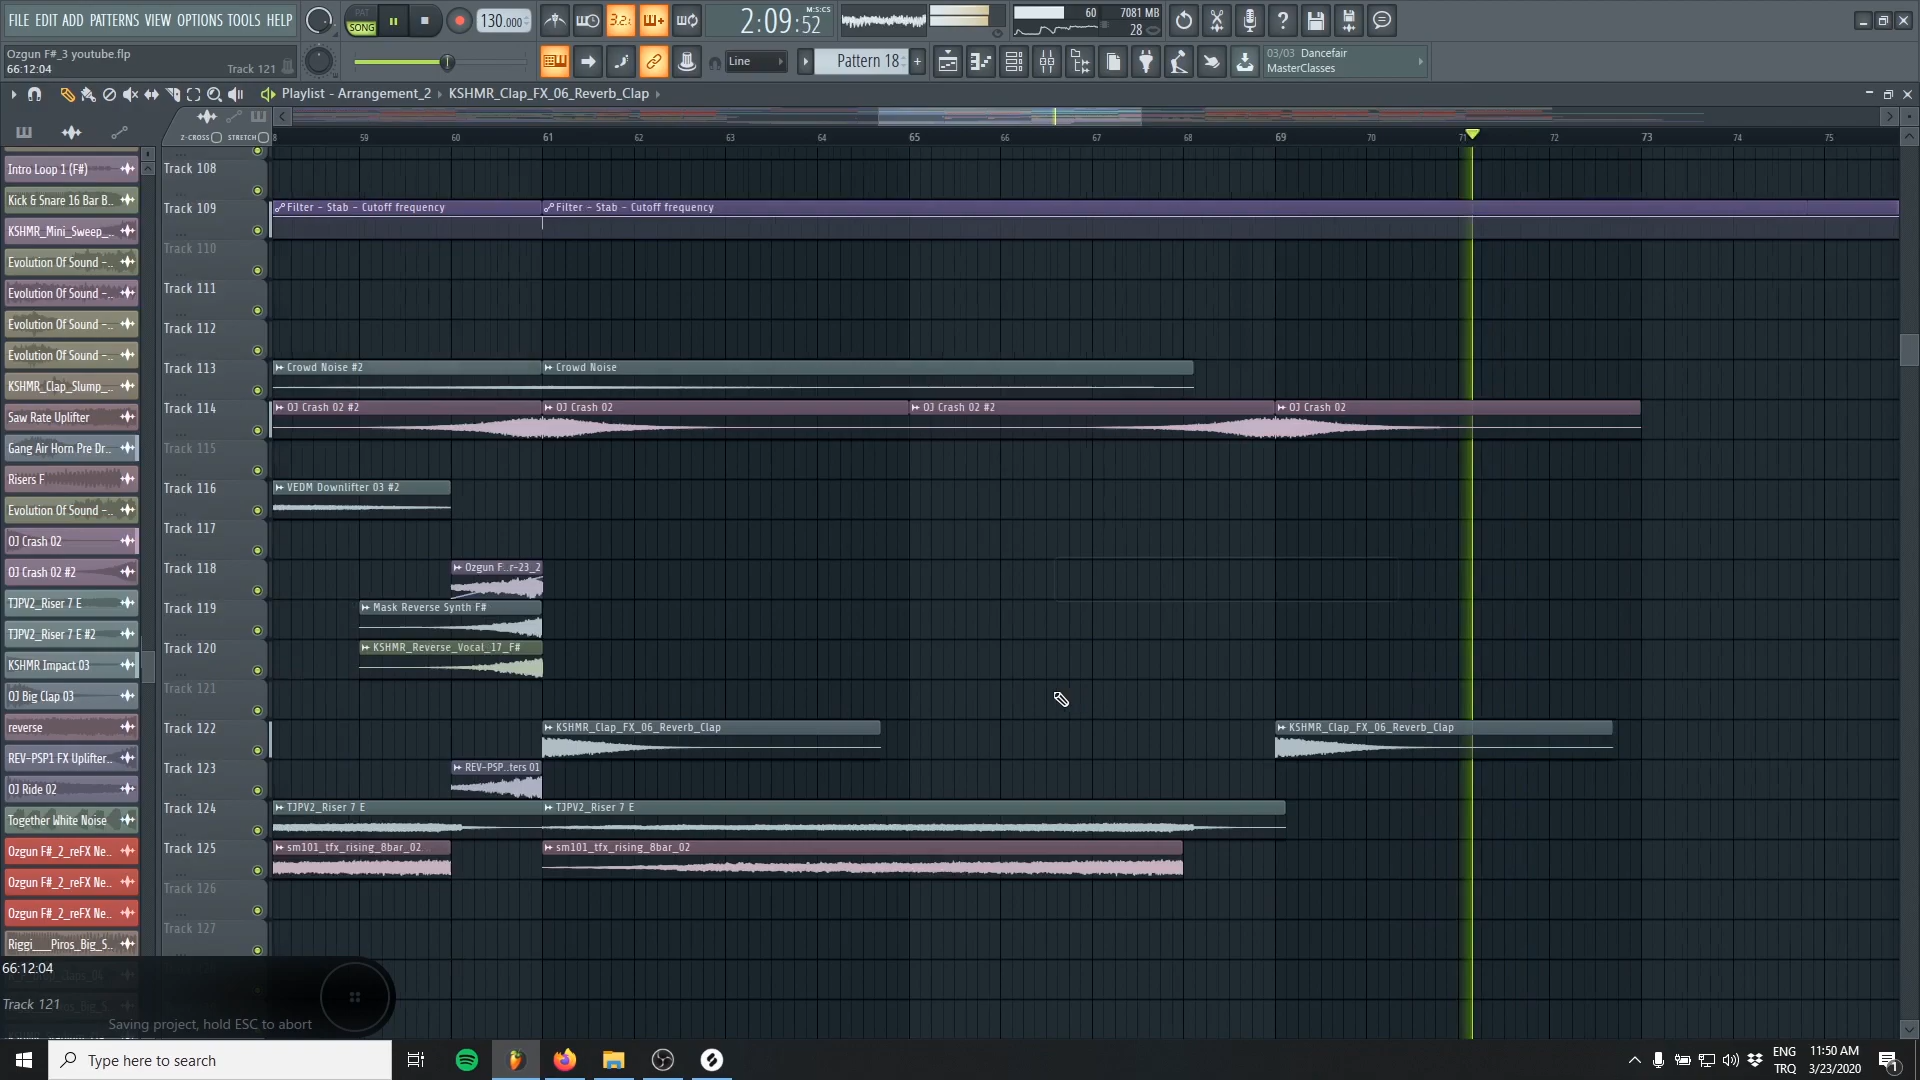 FILE EDIT ADD PATTERNS VIEW OPTIONS TOOLS HELP
PAT
SONG
130.000
3.2.
2:09:52
M:S:CS
60
7081 MB
28
Ozgun F#_3 youtube.flp
66:12:04
Track 121
Line
Pattern 18
03/03 Dancefair
MasterClasses
Playlist - Arrangement_2
KSHMR_Clap_FX_06_Reverb_Clap
Z-CROSS
STRETCH
8
59
60
61
62
63
64
65
66
67
68
69
70
71
72
73
74
75
Intro Loop 1 (F#)
Kick & Snare 16 Bar B..
KSHMR_Mini_Sweep_..
Evolution Of Sound -..
Evolution Of Sound -..
Evolution Of Sound -..
Evolution Of Sound -..
KSHMR_Clap_Slump_..
Saw Rate Uplifter
Gang Air Horn Pre Dr..
Risers F
Evolution Of Sound -..
OJ Crash 02
OJ Crash 02 #2
TJPV2_Riser 7 E
TJPV2_Riser 7 E #2
KSHMR Impact 03
OJ Big Clap 03
reverse
REV-PSP1 FX Uplifter..
OJ Ride 02
Together White Noise
Ozgun F#_2_reFX Ne..
Ozgun F#_2_reFX Ne..
Ozgun F#_2_reFX Ne..
Riggi___Piros_Big_S..
Track 108
Track 109
Filter - Stab - Cutoff frequency
Filter - Stab - Cutoff frequency
Track 110
Track 111
Track 112
Track 113
Crowd Noise #2
Crowd Noise
Track 114
OJ Crash 02 #2
OJ Crash 02
OJ Crash 02 #2
OJ Crash 02
Track 115
Track 116
VEDM Downlifter 03 #2
Track 117
Track 118
Ozgun F..r-23_2
Track 119
Mask Reverse Synth F#
Track 120
KSHMR_Reverse_Vocal_17_F#
Track 121
Track 122
KSHMR_Clap_FX_06_Reverb_Clap
KSHMR_Clap_FX_06_Reverb_Clap
Track 123
REV-PSP..ters 01
Track 124
TJPV2_Riser 7 E
TJPV2_Riser 7 E
Track 125
sm101_tfx_rising_8bar_02..
sm101_tfx_rising_8bar_02
Track 126
Track 127
66:12:04
Track 121
Saving project, hold ESC to abort
Type here to search
ENG
TRQ
11:50 AM
3/23/2020
1